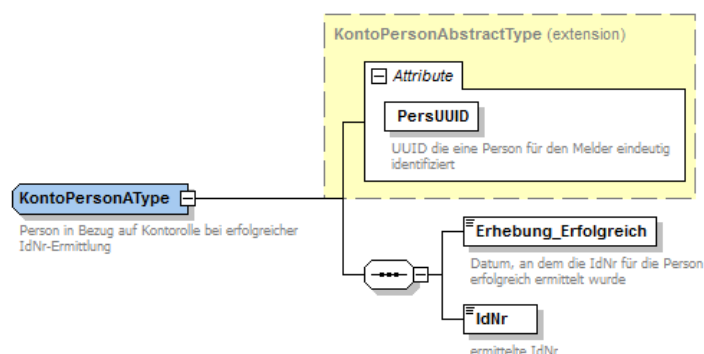 KontoPersonAbstractType (extension)
Attribute
PersUUID
UUID die eine Person für den Melder eindeutig
identifiziert
KontoPersonAType
Person in Bezug auf Kontorolle bei erfolgreicher
IdNr-Ermittlung
Erhebung_Erfolgreich
Datum, an dem die IdNr für die Person
erfolgreich ermittelt wurde
IdNr
ermittelte IdNr